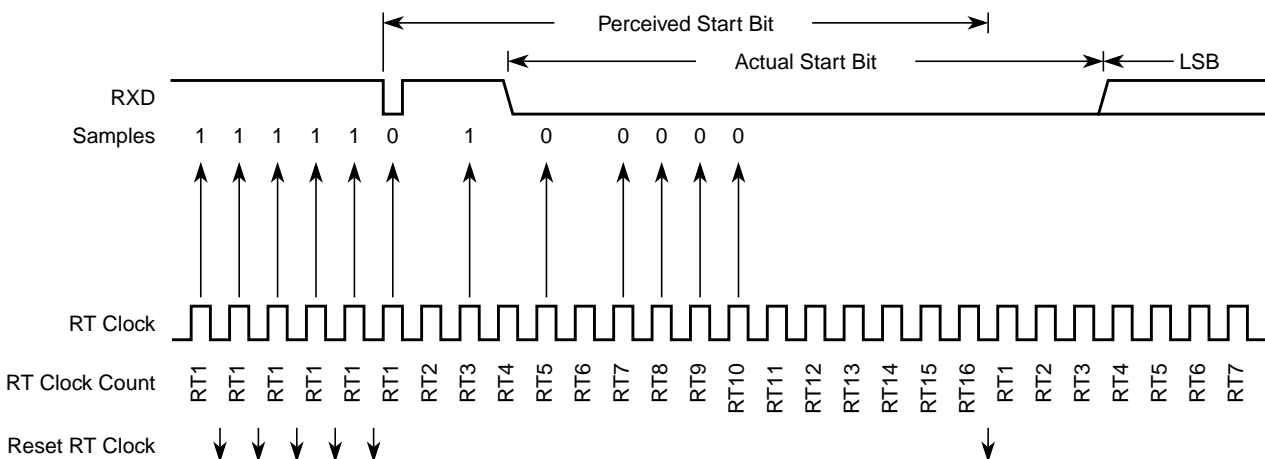 Perceived Start Bit
Actual Start Bit
LSB
RXD
Samples 1 1 1 1 1 0 1 0 0 0 0 0
RT Clock
RT Clock Count RT1 RT1 RT1 RT1 RT1 RT1 RT2 RT3 RT4 RT5 RT6 RT7 RT8 RT9 RT10 RT11 RT12 RT13 RT14 RT15 RT16 RT1 RT2 RT3 RT4 RT5 RT6 RT7
Reset RT Clock